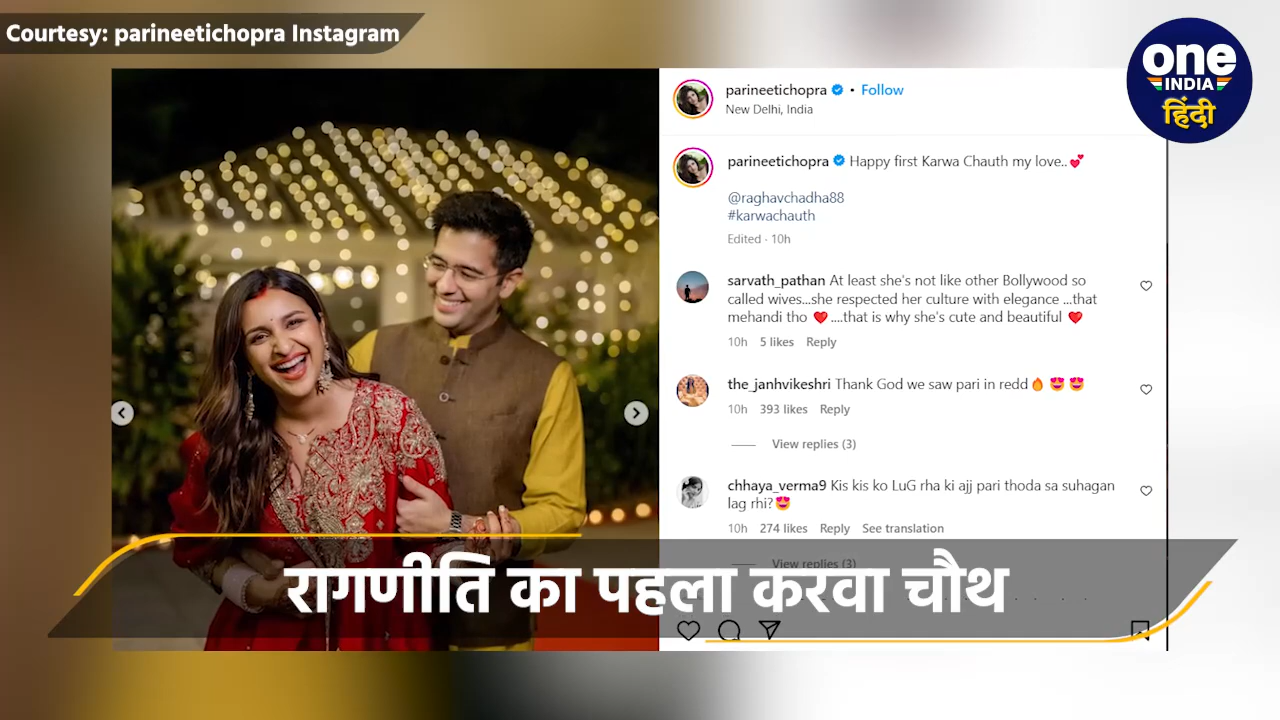 Courtesy: parineetichopra Instagram
one
INDIA
हिंदी
parineetichopra • Follow
New Delhi, India
parineetichopra Happy first Karwa Chauth my love..💕
@raghavchadha88
#karwachauth
Edited · 10h
sarvath_pathan At least she's not like other Bollywood so
called wives...she respected her culture with elegance ...that
mehandi tho ❤️....that is why she's cute and beautiful ❤️
10h 5 likes Reply
the_janhvikeshri Thank God we saw pari in redd🔥 😍 😍
10h 393 likes Reply
View replies (3)
chhaya_verma9 Kis kis ko LuG rha ki ajj pari thoda sa suhagan
lag rhi?😍
10h 274 likes Reply See translation
View replies (3)
रागणीति का पहला करवा चौथ